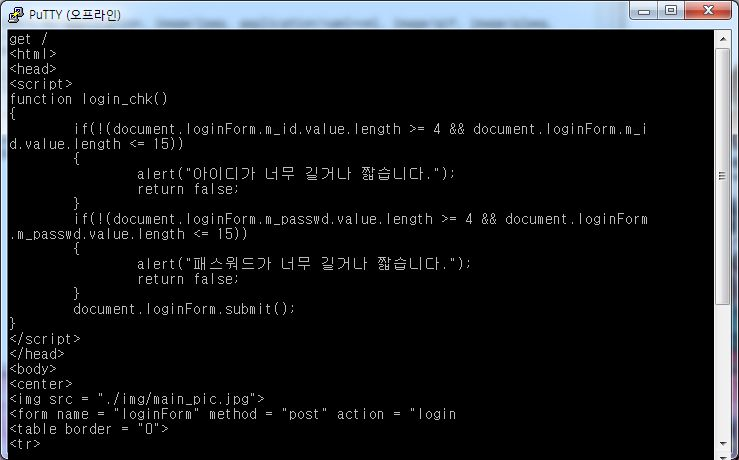 PuTTY (오프라인)
get /
<html>
<head>
<script>
function login_chk()
{
        if(!(document.loginForm.m_id.value.length >= 4 && document.loginForm.m_i
d.value.length <= 15))
        {
                alert("아이디가 너무 길거나 짧습니다.");
                return false;
        }
        if(!(document.loginForm.m_passwd.value.length >= 4 && document.loginForm
.m_passwd.value.length <= 15))
        {
                alert("패스워드가 너무 길거나 짧습니다.");
                return false;
        }
        document.loginForm.submit();
}
</script>
</head>
<body>
<center>
<img src = "./img/main_pic.jpg">
<form name = "loginForm" method = "post" action = "login
<table border = "0">
<tr>